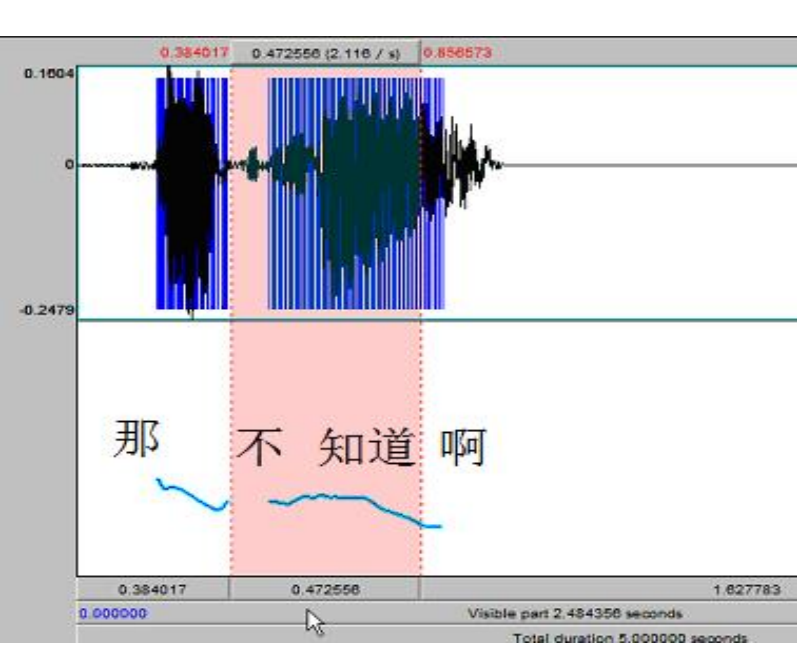 0.384017 0.472556 (2.116 / s) 0.856573
0.1604
0
-0.2479
那 不 知道 啊
0.384017 0.472556 1.627783
0.000000 Visible part 2.484356 seconds
Total duration 5.000000 seconds